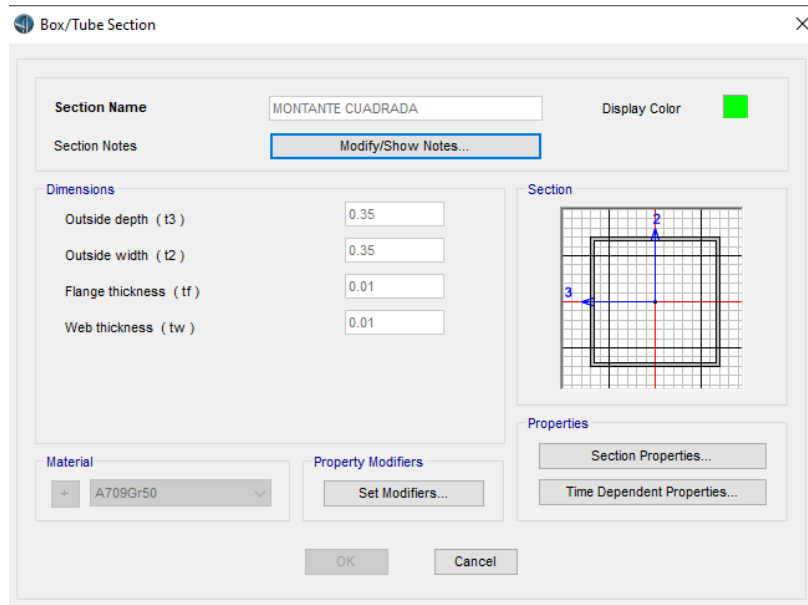 Box/Tube Section
Section Name MONTANTE CUADRADA Display Color
Section Notes Modify/Show Notes...
Dimensions
Outside depth ( t3 ) 0.35
Outside width ( t2 ) 0.35
Flange thickness ( tf ) 0.01
Web thickness ( tw ) 0.01
Section
2
3
Properties
Section Properties...
Time Dependent Properties...
Material
+ A709Gr50
Property Modifiers
Set Modifiers...
OK Cancel